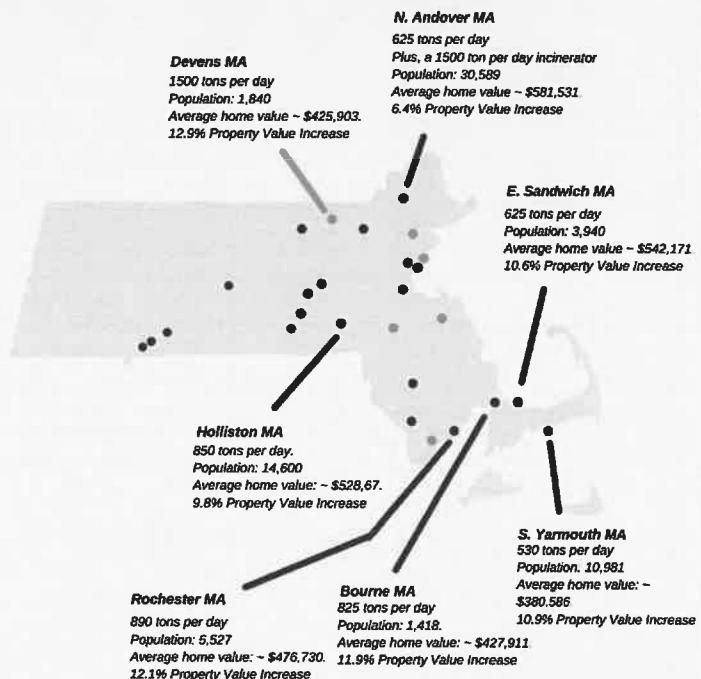 N. Andover MA
625 tons per day
Plus, a 1500 ton per day incinerator
Population: 30,589
Average home value ~ $581,531
6.4% Property Value Increase
Devens MA
1500 tons per day
Population: 1,840
Average home value ~ $425,903.
12.9% Property Value Increase
E. Sandwich MA
625 tons per day
Population: 3,940
Average home value ~ $542,171
10.6% Property Value Increase
Holliston MA
850 tons per day.
Population: 14,600
Average home value: ~ $528,67.
9.8% Property Value Increase
S. Yarmouth MA
530 tons per day
Population. 10,981
Average home value: ~
$380.586
10.9% Property Value Increase
Rochester MA
890 tons per day
Population: 5,527
Average home value: ~ $476,730.
12.1% Property Value Increase
Bourne MA
825 tons per day
Population: 1,418.
Average home value: ~ $427,911
11.9% Property Value Increase